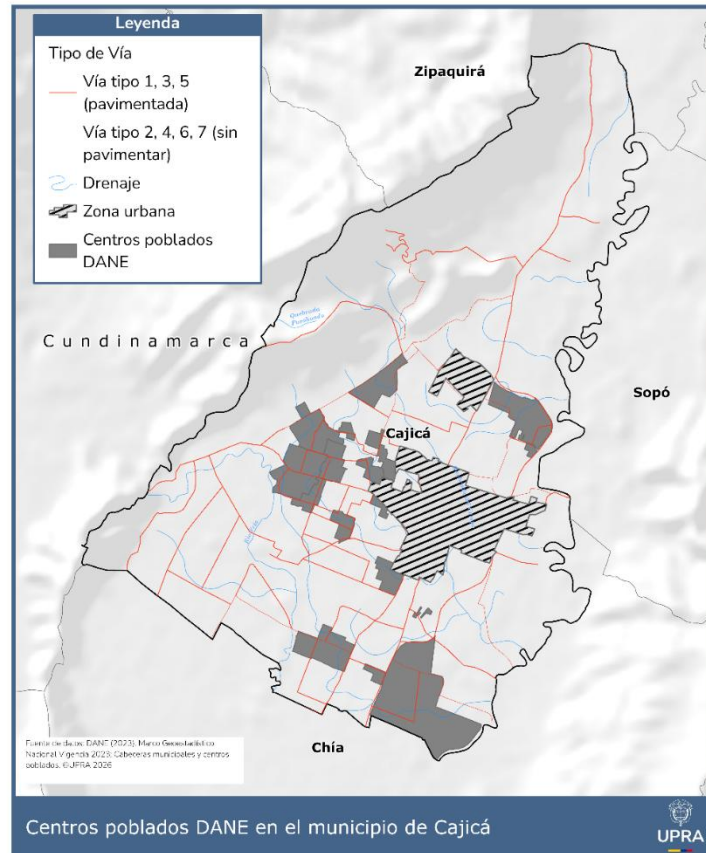 Leyenda
Tipo de Vía
Vía tipo 1, 3, 5
(pavimentada)
Vía tipo 2, 4, 6, 7 (sin
pavimentar)
Drenaje
Zona urbana
Centros poblados
DANE
Zipaquirá
Quebrada
Cundinamarca
Sopó
Cajicá
Chía
Fuente de datos: DANE (2023); Marco Geoestadístico
Nacional Vigencia 2023; Cabeceras municipales y centros
poblados. ©UPRA 2026
Centros poblados DANE en el municipio de Cajicá
UPRA